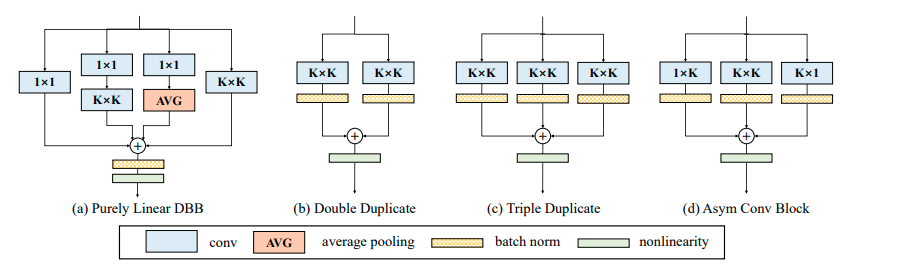 1×1
1×1
1×1
K×K
K×K
AVG
+
(a) Purely Linear DBB
K×K
K×K
+
(b) Double Duplicate
K×K
K×K
K×K
+
(c) Triple Duplicate
1×K
K×K
K×1
+
(d) Asym Conv Block
conv
AVG
average pooling
batch norm
nonlinearity